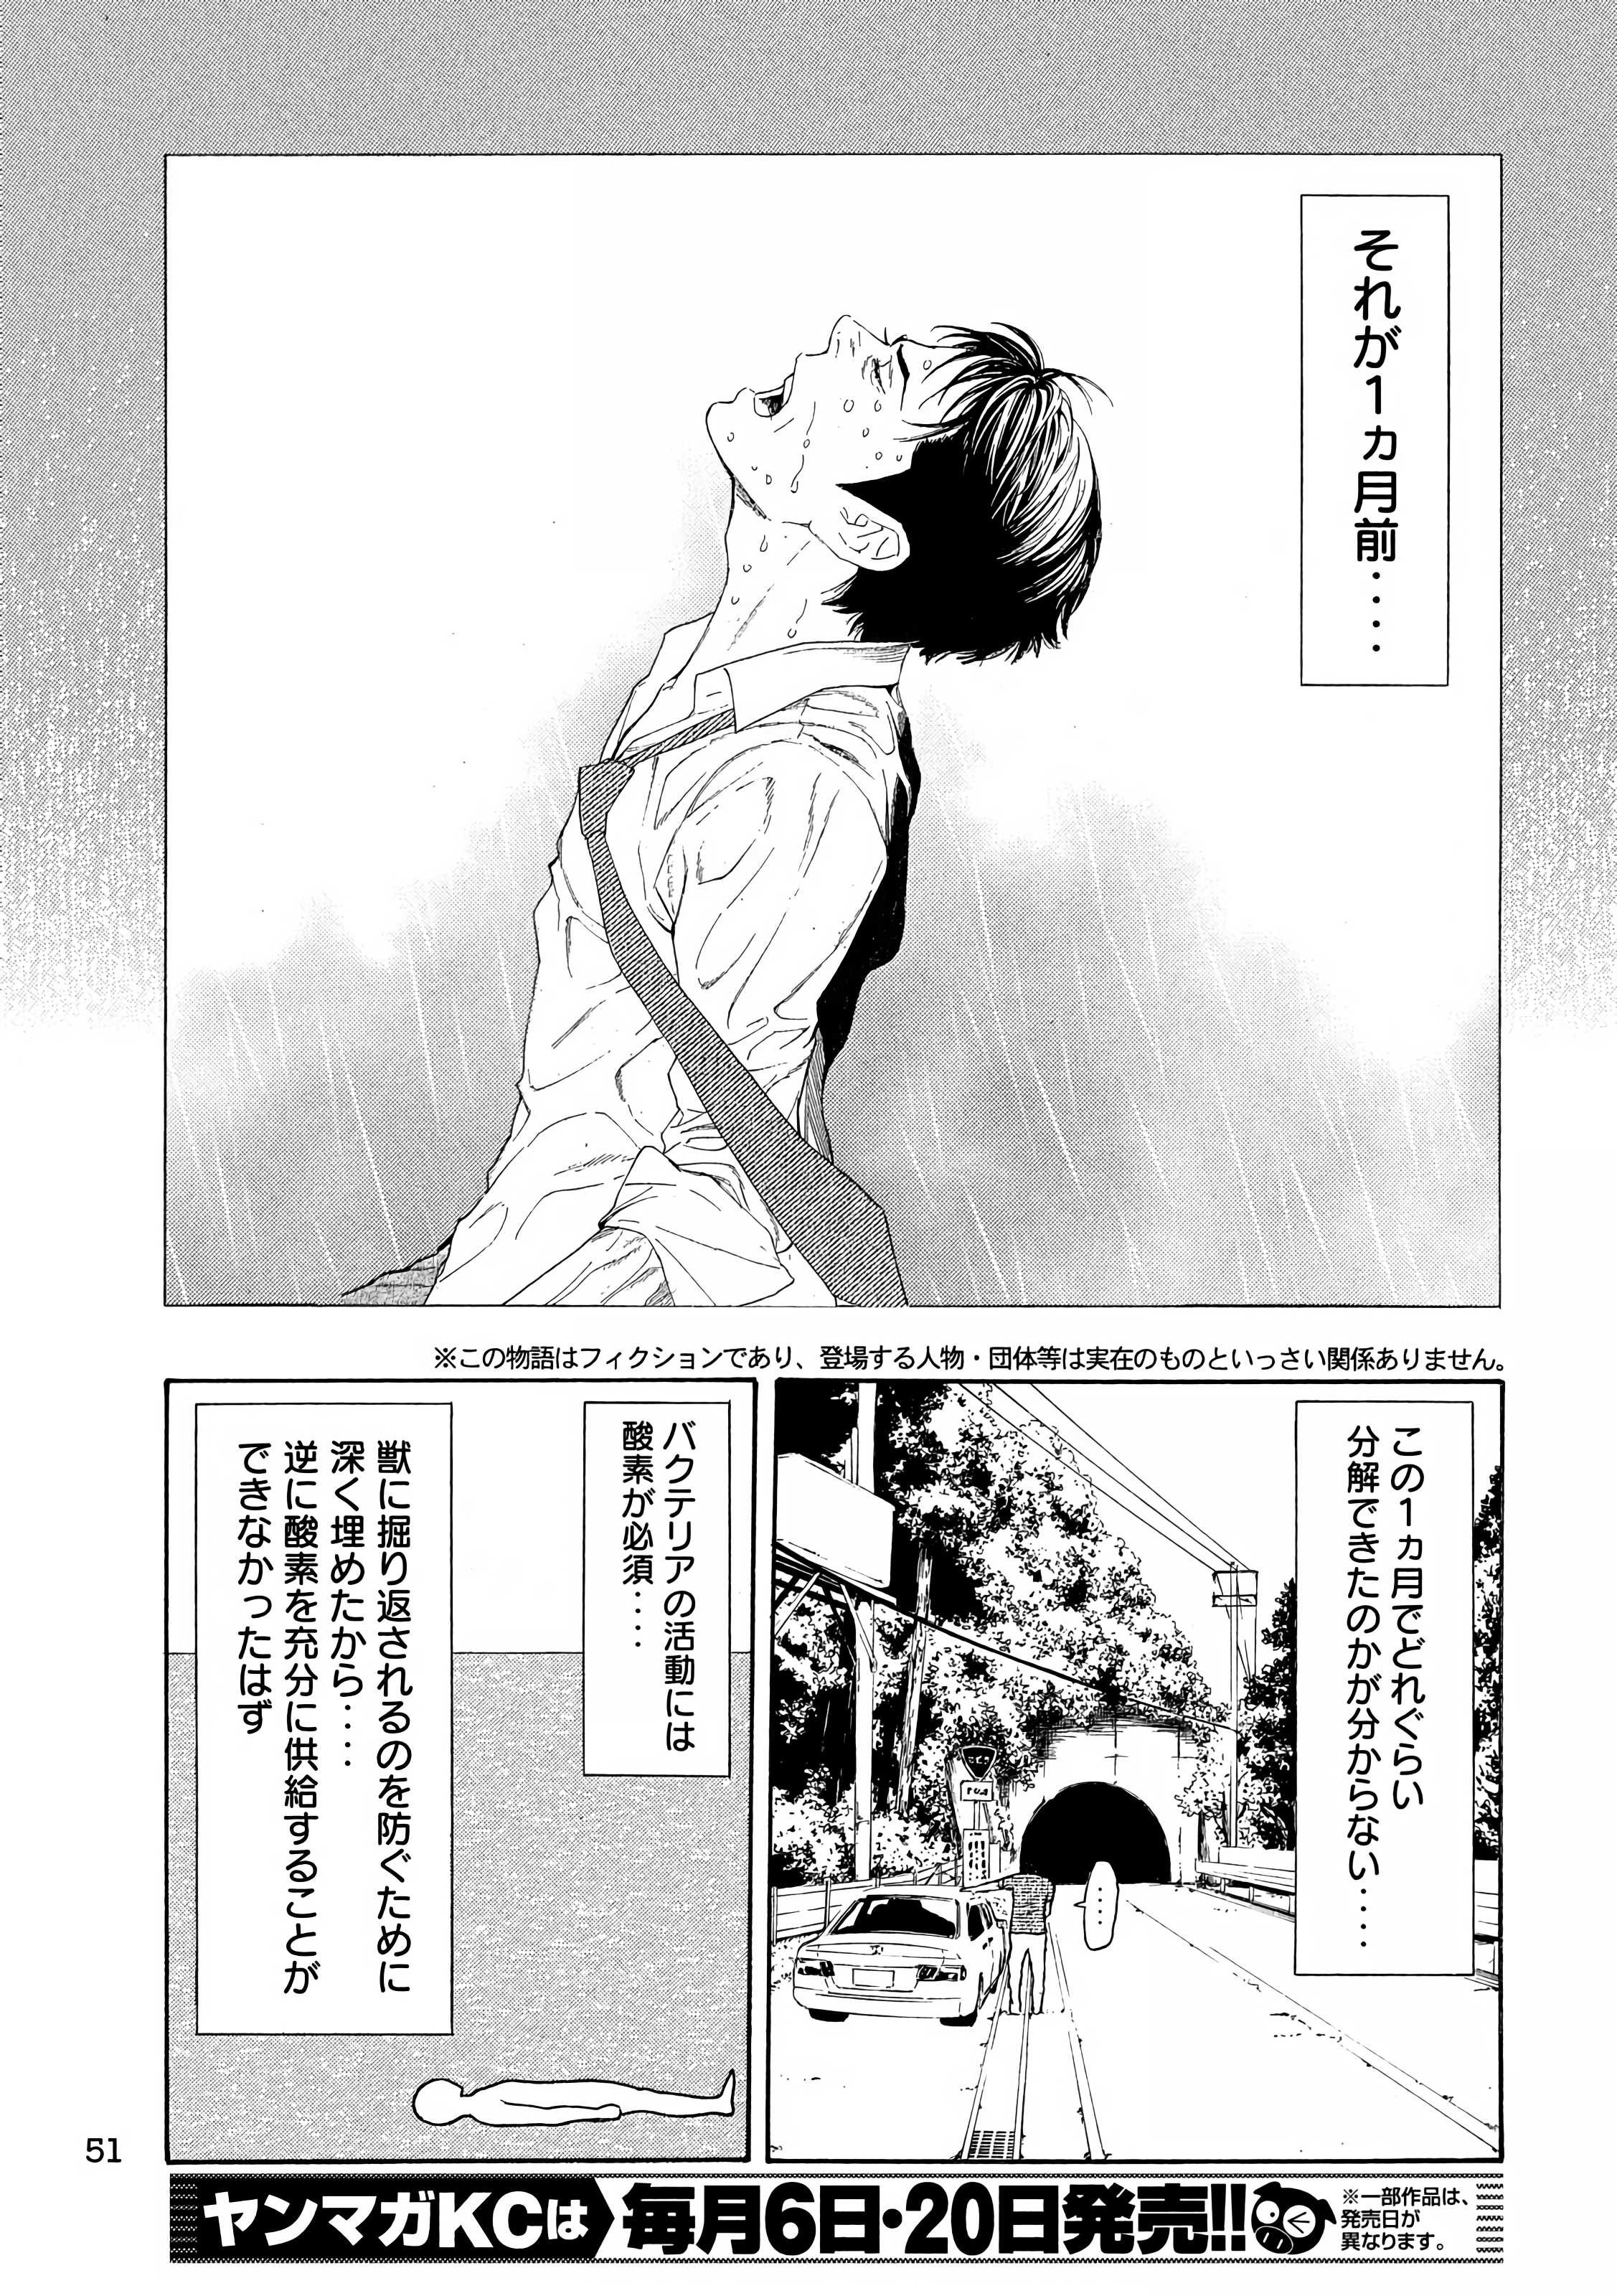 それが1ヵ月前‥‥
※この物語はフィクションであり、登場する人物・団体等は実在のものといっさい関係ありません。
この1ヵ月でどれぐらい
分解できたのかが分からない‥‥
‥‥
バクテリアの活動には
酸素が必須‥‥
獣に掘り返されるのを防ぐために
深く埋めたから‥‥
逆に酸素を充分に供給することが
できなかったはず
51
ヤンマガKCは
毎月6日・20日発売!!
※一部作品は、
発売日が
異なります。